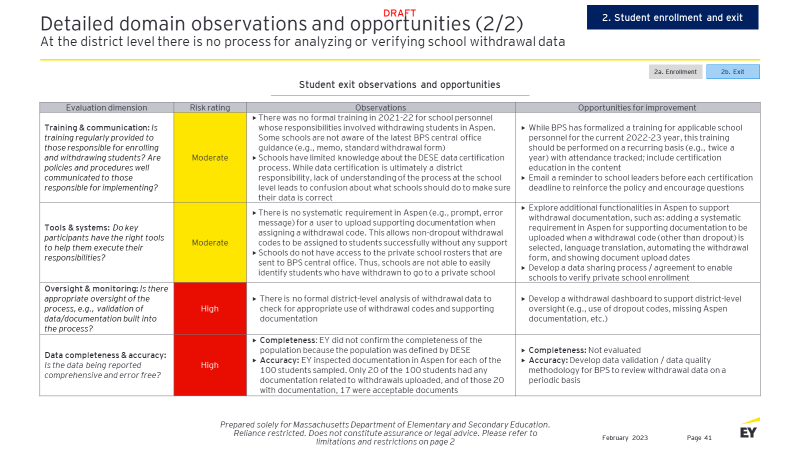 DRAFT
Detailed domain observations and opportunities (2/2)
2. Student enrollment and exit
At the district level there is no process for analyzing or verifying school withdrawal data
2a. Enrollment
2b. Exit
Student exit observations and opportunities
Evaluation dimension
Risk rating
Observations
Opportunities for improvement
Training & communication: Is
training regularly provided to
those responsible for enrolling
and withdrawing students? Are
policies and procedures well
communicated to those
responsible for implementing?
Moderate
▸ There was no formal training in 2021-22 for school personnel
whose responsibilities involved withdrawing students in Aspen.
Some schools are not aware of the latest BPS central office
guidance (e.g., memo, standard withdrawal form)
▸ Schools have limited knowledge about the DESE data certification
process. While data certification is ultimately a district
responsibility, lack of understanding of the process at the school
level leads to confusion about what schools should do to make sure
their data is correct
▸ While BPS has formalized a training for applicable school
personnel for the current 2022-23 year, this training
should be performed on a recurring basis (e.g., twice a
year) with attendance tracked; include certification
education in the content
▸ Email a reminder to school leaders before each certification
deadline to reinforce the policy and encourage questions
Tools & systems: Do key
participants have the right tools
to help them execute their
responsibilities?
Moderate
▸ There is no systematic requirement in Aspen (e.g., prompt, error
message) for a user to upload supporting documentation when
assigning a withdrawal code. This allows non-dropout withdrawal
codes to be assigned to students successfully without any support
▸ Schools do not have access to the private school rosters that are
sent to BPS central office. Thus, schools are not able to easily
identify students who have withdrawn to go to a private school
▸ Explore additional functionalities in Aspen to support
withdrawal documentation, such as: adding a systematic
requirement in Aspen for supporting documentation to be
uploaded when a withdrawal code (other than dropout) is
selected, language translation, automating the withdrawal
form, and showing document upload dates
▸ Develop a data sharing process / agreement to enable
schools to verify private school enrollment
Oversight & monitoring: Is there
appropriate oversight of the
process, e.g., validation of
data/documentation built into
the process?
High
▸ There is no formal district-level analysis of withdrawal data to
check for appropriate use of withdrawal codes and supporting
documentation
▸ Develop a withdrawal dashboard to support district-level
oversight (e.g., use of dropout codes, missing Aspen
documentation, etc.)
Data completeness & accuracy:
Is the data being reported
comprehensive and error free?
High
▸ Completeness: EY did not confirm the completeness of the
population because the population was defined by DESE
▸ Accuracy: EY inspected documentation in Aspen for each of the
100 students sampled. Only 20 of the 100 students had any
documentation related to withdrawals uploaded, and of those 20
with documentation, 17 were acceptable documents
▸ Completeness: Not evaluated
▸ Accuracy: Develop data validation / data quality
methodology for BPS to review withdrawal data on a
periodic basis
Prepared solely for Massachusetts Department of Elementary and Secondary Education.
Reliance restricted. Does not constitute assurance or legal advice. Please refer to
limitations and restrictions on page 2
February 2023
Page 41
EY